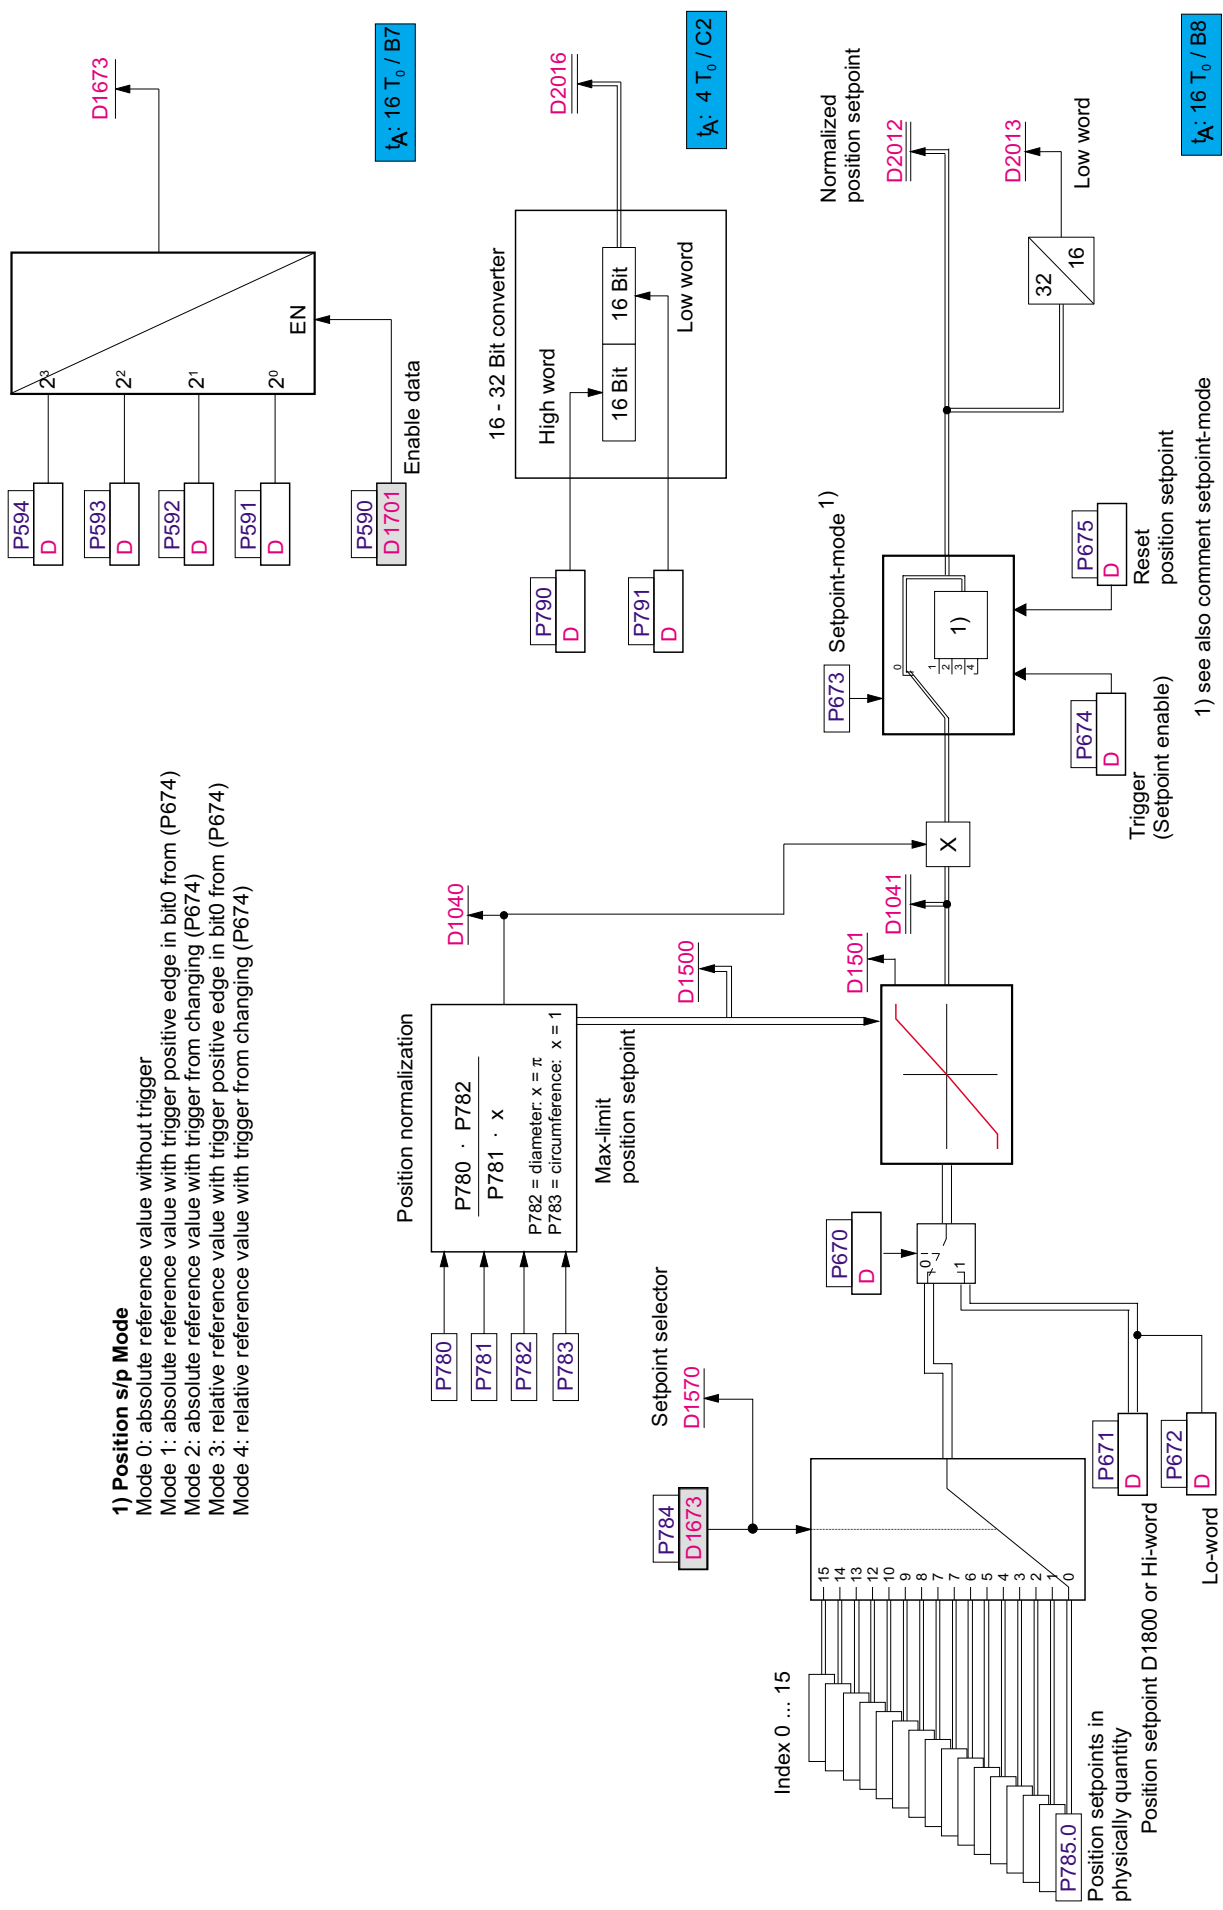 1) Position s/p Mode
Mode 0: absolute reference value without trigger
Mode 1: absolute reference value with trigger positive edge in bit0 from (P674)
Mode 2: absolute reference value with trigger from changing (P674)
Mode 3: relative reference value with trigger positive edge in bit0 from (P674)
Mode 4: relative reference value with trigger from changing (P674)
P594
D
P593
D
P592
D
P591
D
P590
D1701
Enable data
2³
2²
2¹
2⁰
EN
D1673
tA: 16 T₀ / B7
Position normalization
P780
P781
P782
P783
P780 · P782
P781 · x
P782 = diameter: x = π
P783 = circumference: x = 1
Max-limit
position setpoint
D1040
D1500
16 - 32 Bit converter
P790
D
P791
D
High word
16 Bit
16 Bit
Low word
D2016
tA: 4 T₀ / C2
Setpoint selector
P784
D1673
D1570
Index 0 ... 15
15
14
13
12
10
9
8
7
7
6
5
4
3
2
1
0
P785.0
Position setpoints in
physically quantity
P670
D
0
1
P671
D
Position setpoint D1800 or Hi-word
P672
D
Lo-word
D1501
D1041
X
P673
Setpoint-mode 1)
0
1
2
3
4
1)
P674
D
Trigger
(Setpoint enable)
P675
D
Reset
position setpoint
Normalized
position setpoint
D2012
D2013
Low word
32
16
1) see also comment setpoint-mode
tA: 16 T₀ / B8